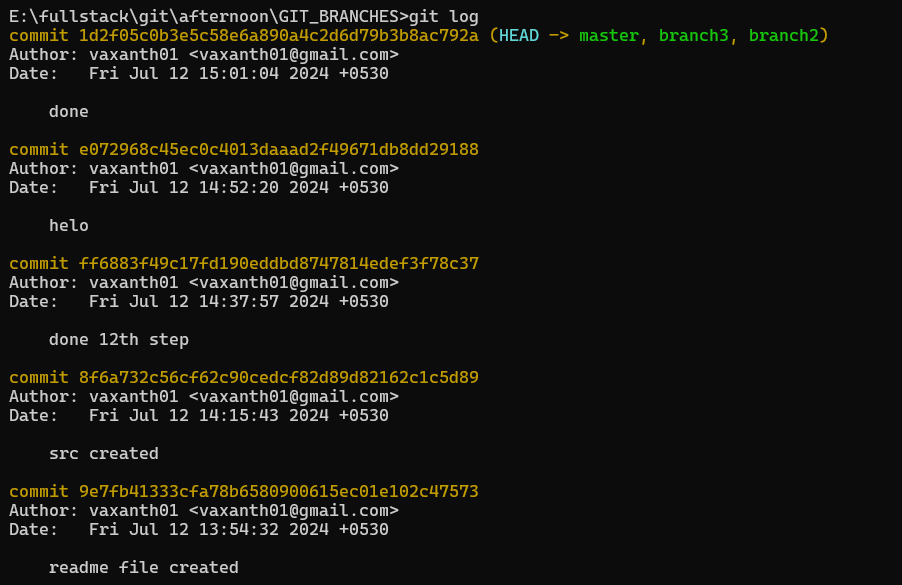 E:\fullstack\git\afternoon\GIT_BRANCHES>git log
commit 1d2f05c0b3e5c58e6a890a4c2d6d79b3b8ac792a (HEAD -> master, branch3, branch2)
Author: vaxanth01 <vaxanth01@gmail.com>
Date:   Fri Jul 12 15:01:04 2024 +0530

    done

commit e072968c45ec0c4013daaad2f49671db8dd29188
Author: vaxanth01 <vaxanth01@gmail.com>
Date:   Fri Jul 12 14:52:20 2024 +0530

    helo

commit ff6883f49c17fd190eddbd8747814edef3f78c37
Author: vaxanth01 <vaxanth01@gmail.com>
Date:   Fri Jul 12 14:37:57 2024 +0530

    done 12th step

commit 8f6a732c56cf62c90cedcf82d89d82162c1c5d89
Author: vaxanth01 <vaxanth01@gmail.com>
Date:   Fri Jul 12 14:15:43 2024 +0530

    src created

commit 9e7fb41333cfa78b6580900615ec01e102c47573
Author: vaxanth01 <vaxanth01@gmail.com>
Date:   Fri Jul 12 13:54:32 2024 +0530

    readme file created